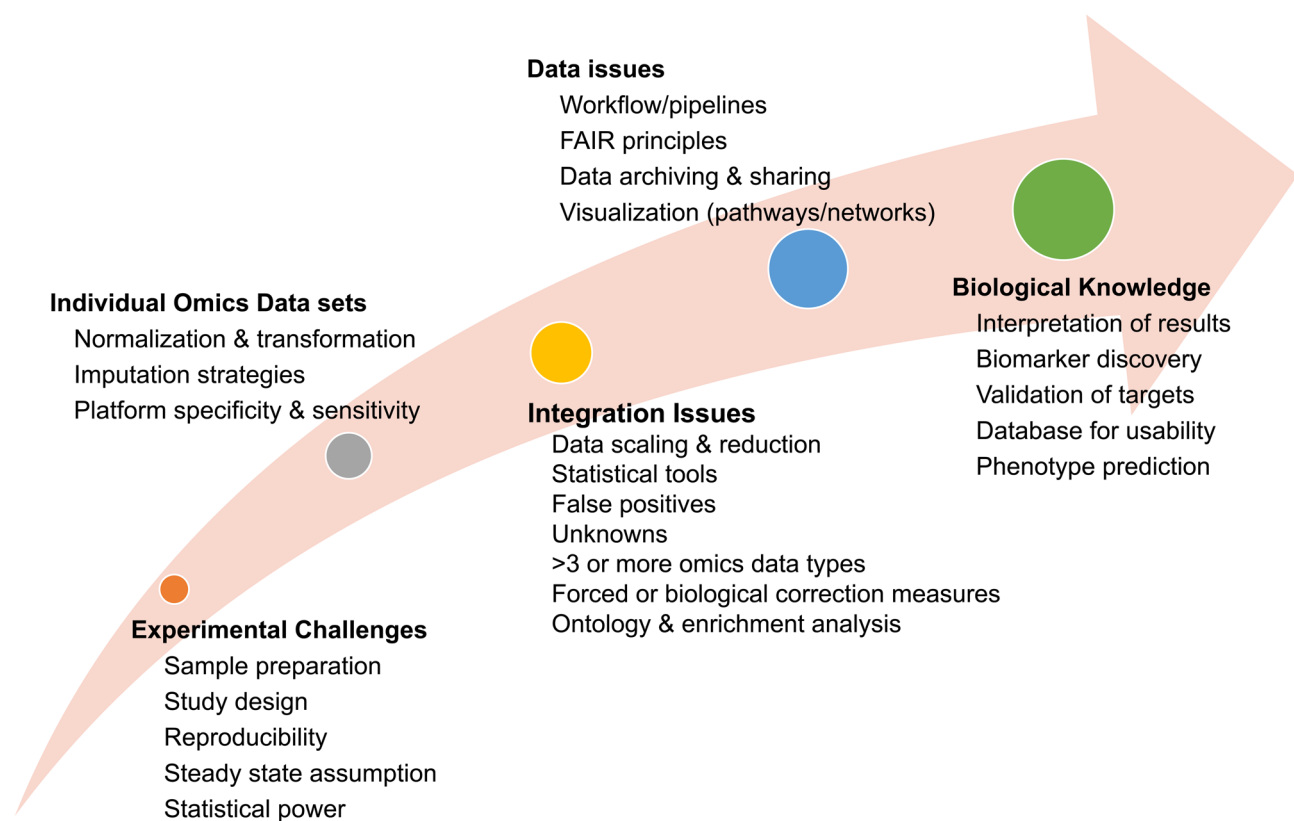 Data issues
Workflow/pipelines
FAIR principles
Data archiving & sharing
Visualization (pathways/networks)
Individual Omics Data sets
Normalization & transformation
Imputation strategies
Platform specificity & sensitivity
Biological Knowledge
Interpretation of results
Biomarker discovery
Validation of targets
Database for usability
Phenotype prediction
Integration Issues
Data scaling & reduction
Statistical tools
False positives
Unknowns
>3 or more omics data types
Forced or biological correction measures
Ontology & enrichment analysis
Experimental Challenges
Sample preparation
Study design
Reproducibility
Steady state assumption
Statistical power